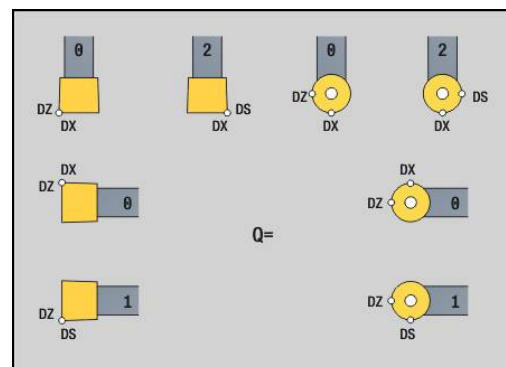 0 2 0 2
DZ DS DZ DS
DX DX DX DX
DX DX
DZ 0 DZ 0
Q=
DZ 1 DZ 1
DS DS